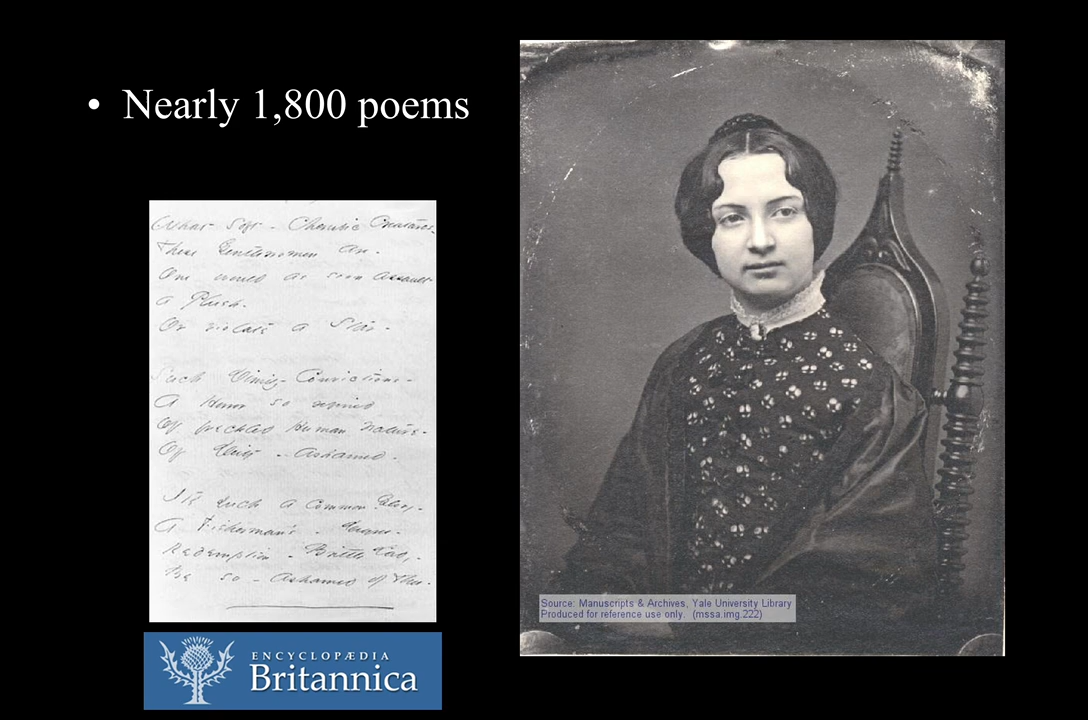 • Nearly 1,800 poems
What Soft - Cherubic Creatures -
These Gentlewomen are -
One would as soon assault
a Plush -
Or violate a Star -
Such Dimity Convictions -
A Horror so refined
Of freckled Human Nature -
Of Deity - Ashamed -
It's such a Common Glory -
A Fisherman's - Degree -
Redemption - Brittle Lady -
Be so - Ashamed of Thee -
ENCYCLOPÆDIA
Britannica
Source: Manuscripts & Archives, Yale University Library
Produced for reference use only. (mssa.img.222)